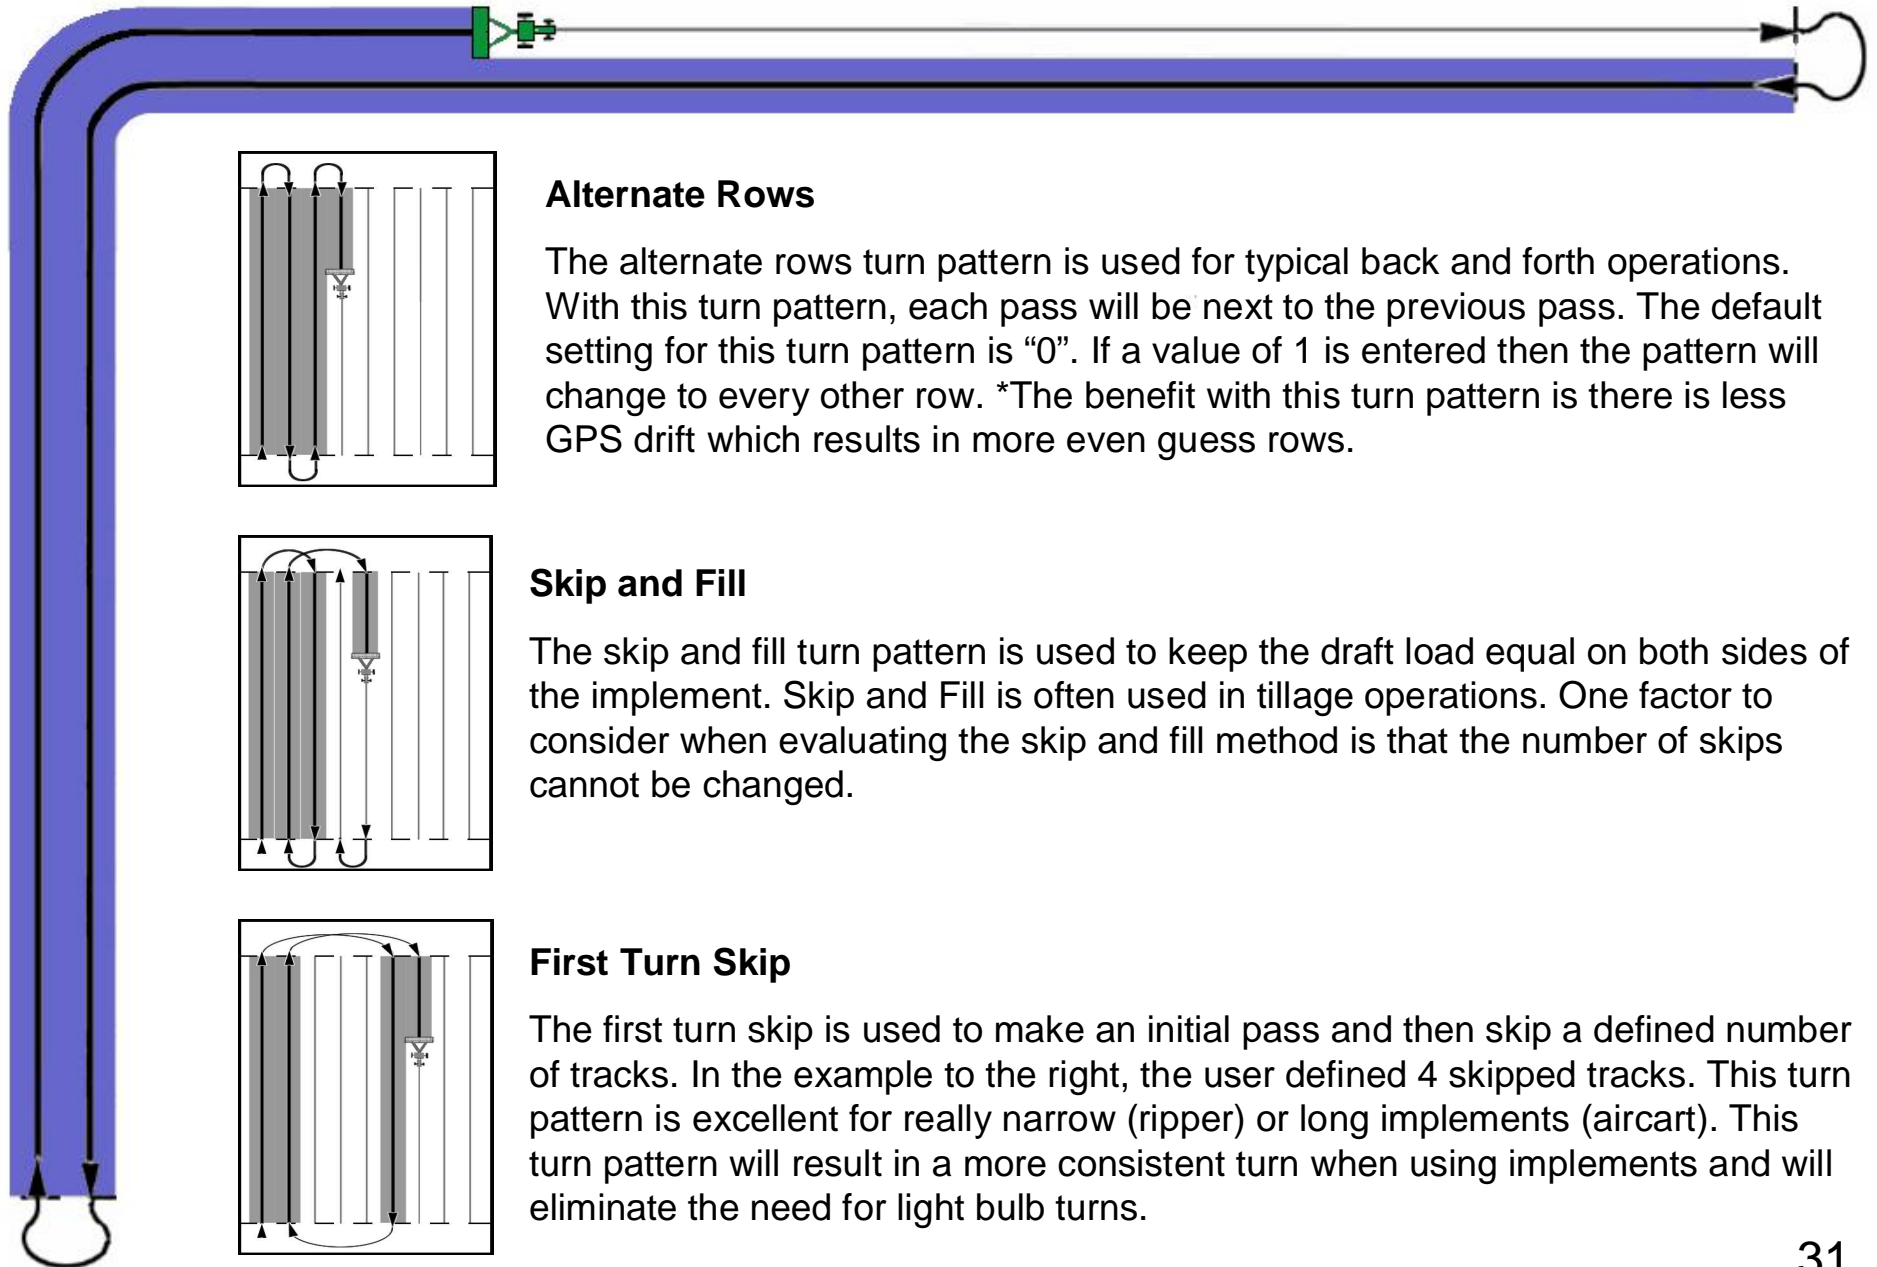 Alternate Rows
The alternate rows turn pattern is used for typical back and forth operations.
With this turn pattern, each pass will be next to the previous pass. The default
setting for this turn pattern is “0”. If a value of 1 is entered then the pattern will
change to every other row. *The benefit with this turn pattern is there is less
GPS drift which results in more even guess rows.
Skip and Fill
The skip and fill turn pattern is used to keep the draft load equal on both sides of
the implement. Skip and Fill is often used in tillage operations. One factor to
consider when evaluating the skip and fill method is that the number of skips
cannot be changed.
First Turn Skip
The first turn skip is used to make an initial pass and then skip a defined number
of tracks. In the example to the right, the user defined 4 skipped tracks. This turn
pattern is excellent for really narrow (ripper) or long implements (aircart). This
turn pattern will result in a more consistent turn when using implements and will
eliminate the need for light bulb turns.
31